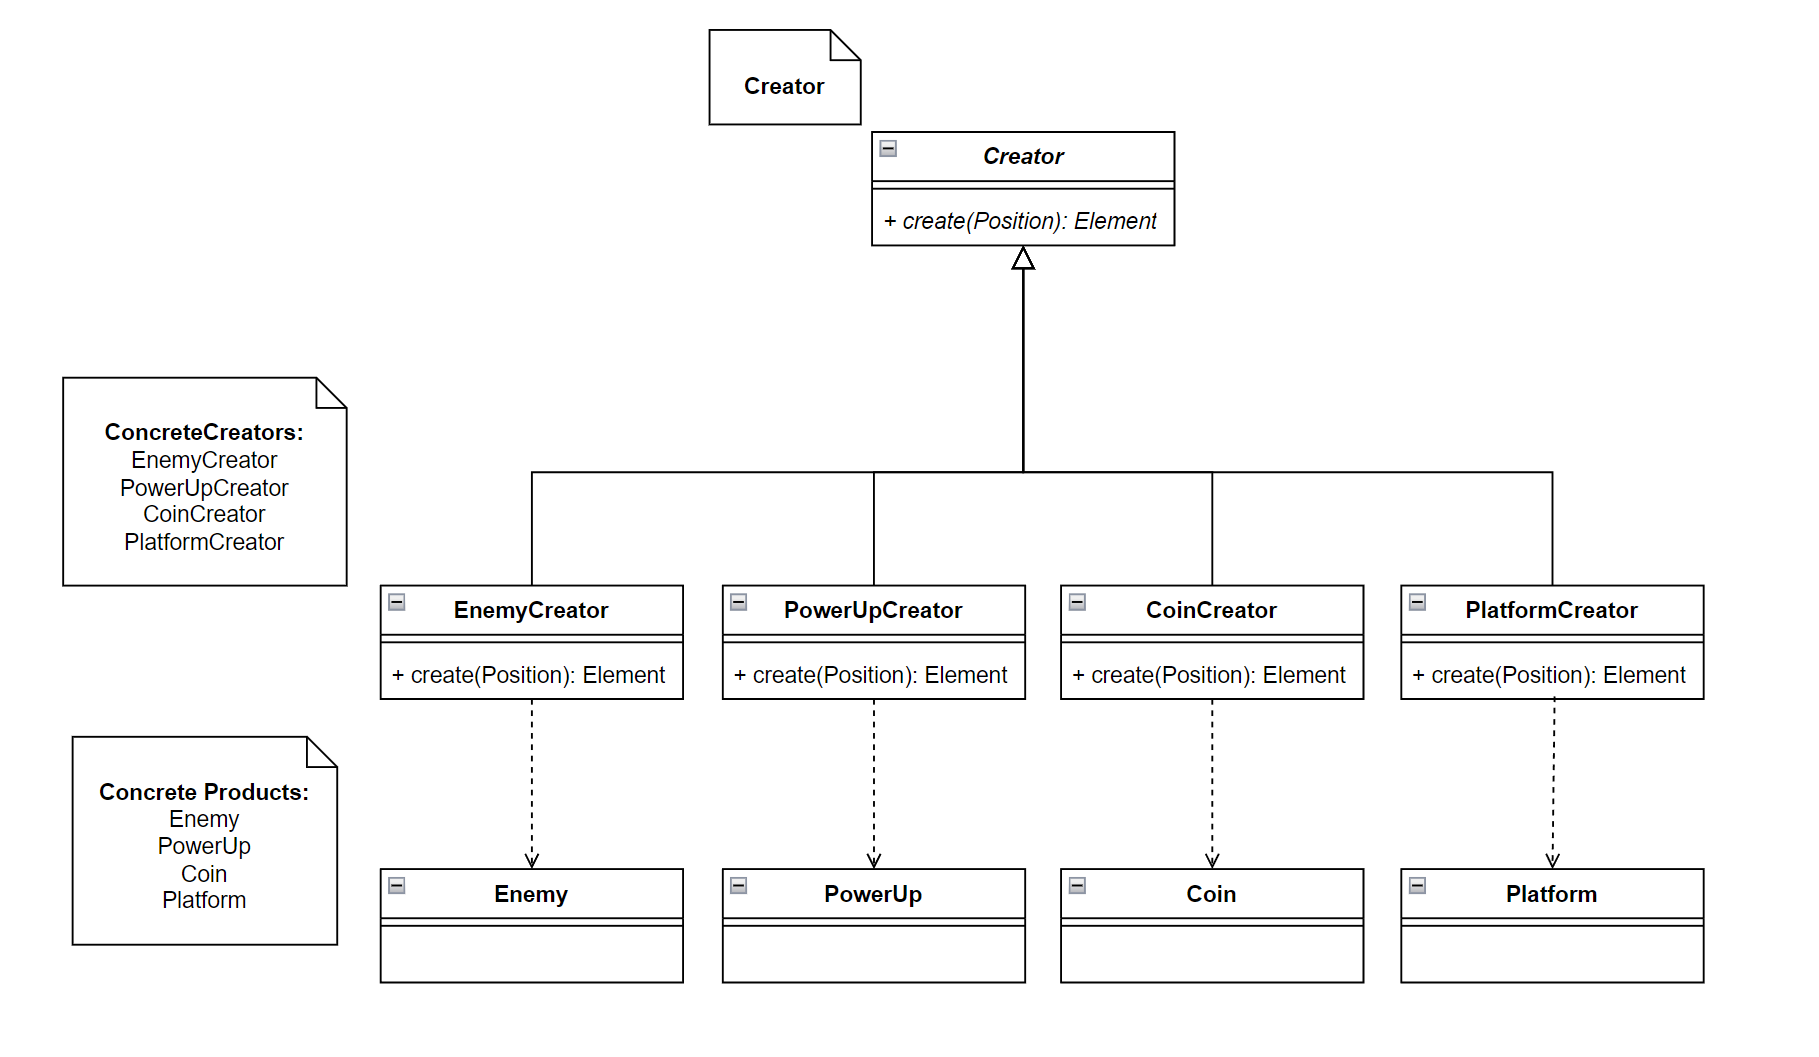 Creator
Creator
+ create(Position): Element
ConcreteCreators:
EnemyCreator
PowerUpCreator
CoinCreator
PlatformCreator
EnemyCreator
+ create(Position): Element
PowerUpCreator
+ create(Position): Element
CoinCreator
+ create(Position): Element
PlatformCreator
+ create(Position): Element
Concrete Products:
Enemy
PowerUp
Coin
Platform
Enemy
PowerUp
Coin
Platform